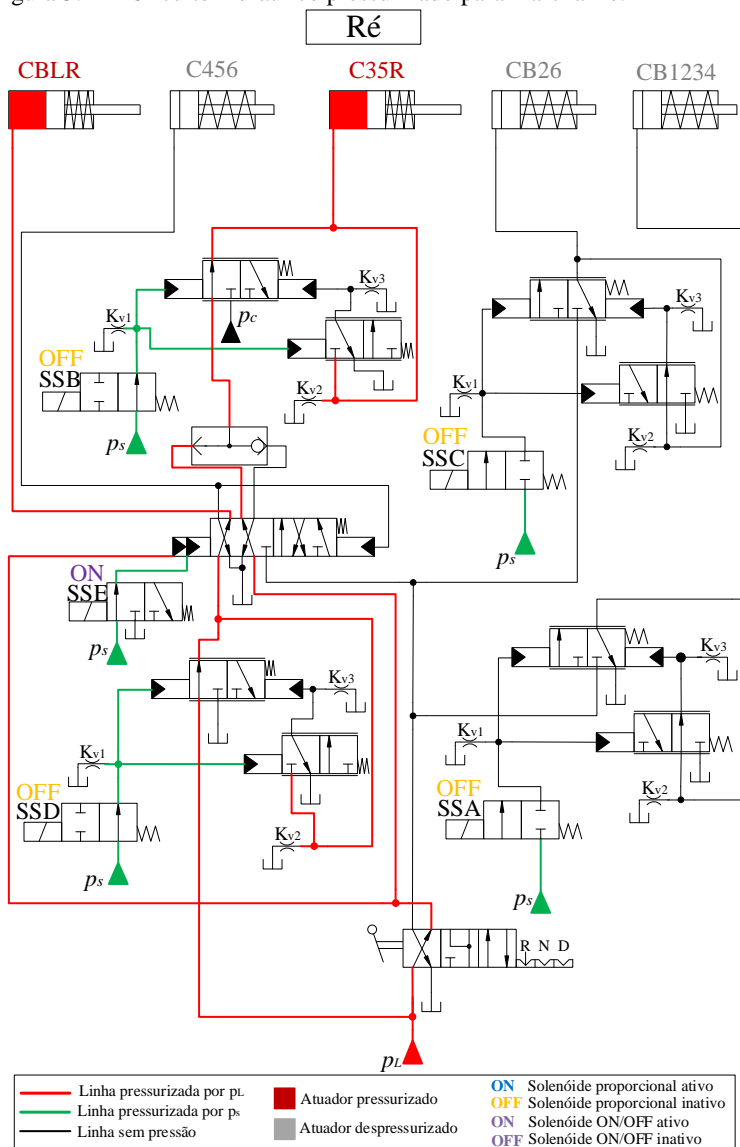 Ré
CBLR C456 C35R CB26 CB1234
Kv3
Kv1 pc
Kv3
OFF
SSB
Kv2
Kv1
ps
OFF
SSC
Kv2
ps
ON
SSE
ps
Kv3
Kv3
Kv1
Kv1
OFF
SSD
Kv2
OFF
SSA
Kv2
ps
ps
R N D
pL
Linha pressurizada por pL
Linha pressurizada por ps
Linha sem pressão
Atuador pressurizado
Atuador despressurizado
ON Solenóide proporcional ativo
OFF Solenóide proporcional inativo
ON Solenóide ON/OFF ativo
OFF Solenóide ON/OFF inativo